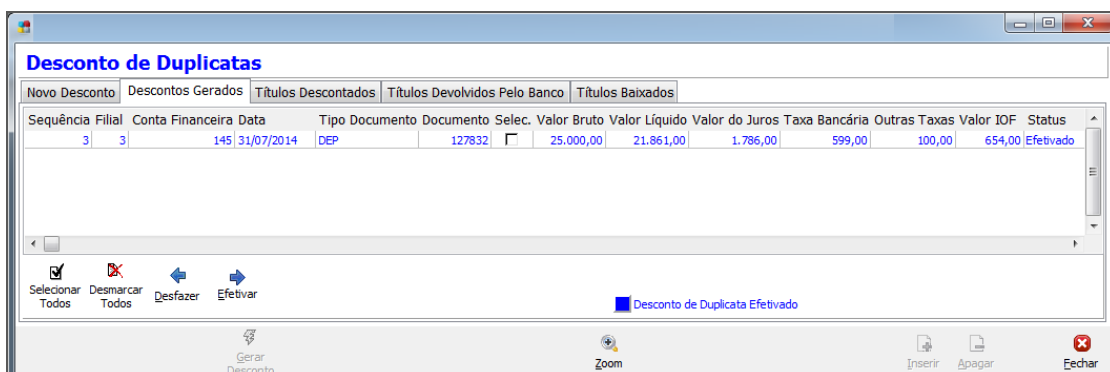 Desconto de Duplicatas
Novo Desconto Descontos Gerados Títulos Descontados Títulos Devolvidos Pelo Banco Títulos Baixados
Sequência Filial Conta Financeira Data Tipo Documento Documento Selec. Valor Bruto Valor Líquido Valor do Juros Taxa Bancária Outras Taxas Valor IOF Status
3 3 145 31/07/2014 DEP 127832 25.000,00 21.861,00 1.786,00 599,00 100,00 654,00 Efetivado
Selecionar Todos
Desmarcar Todos
Desfazer
Efetivar
Desconto de Duplicata Efetivado
Gerar Desconto
Zoom
Inserir
Apagar
Fechar